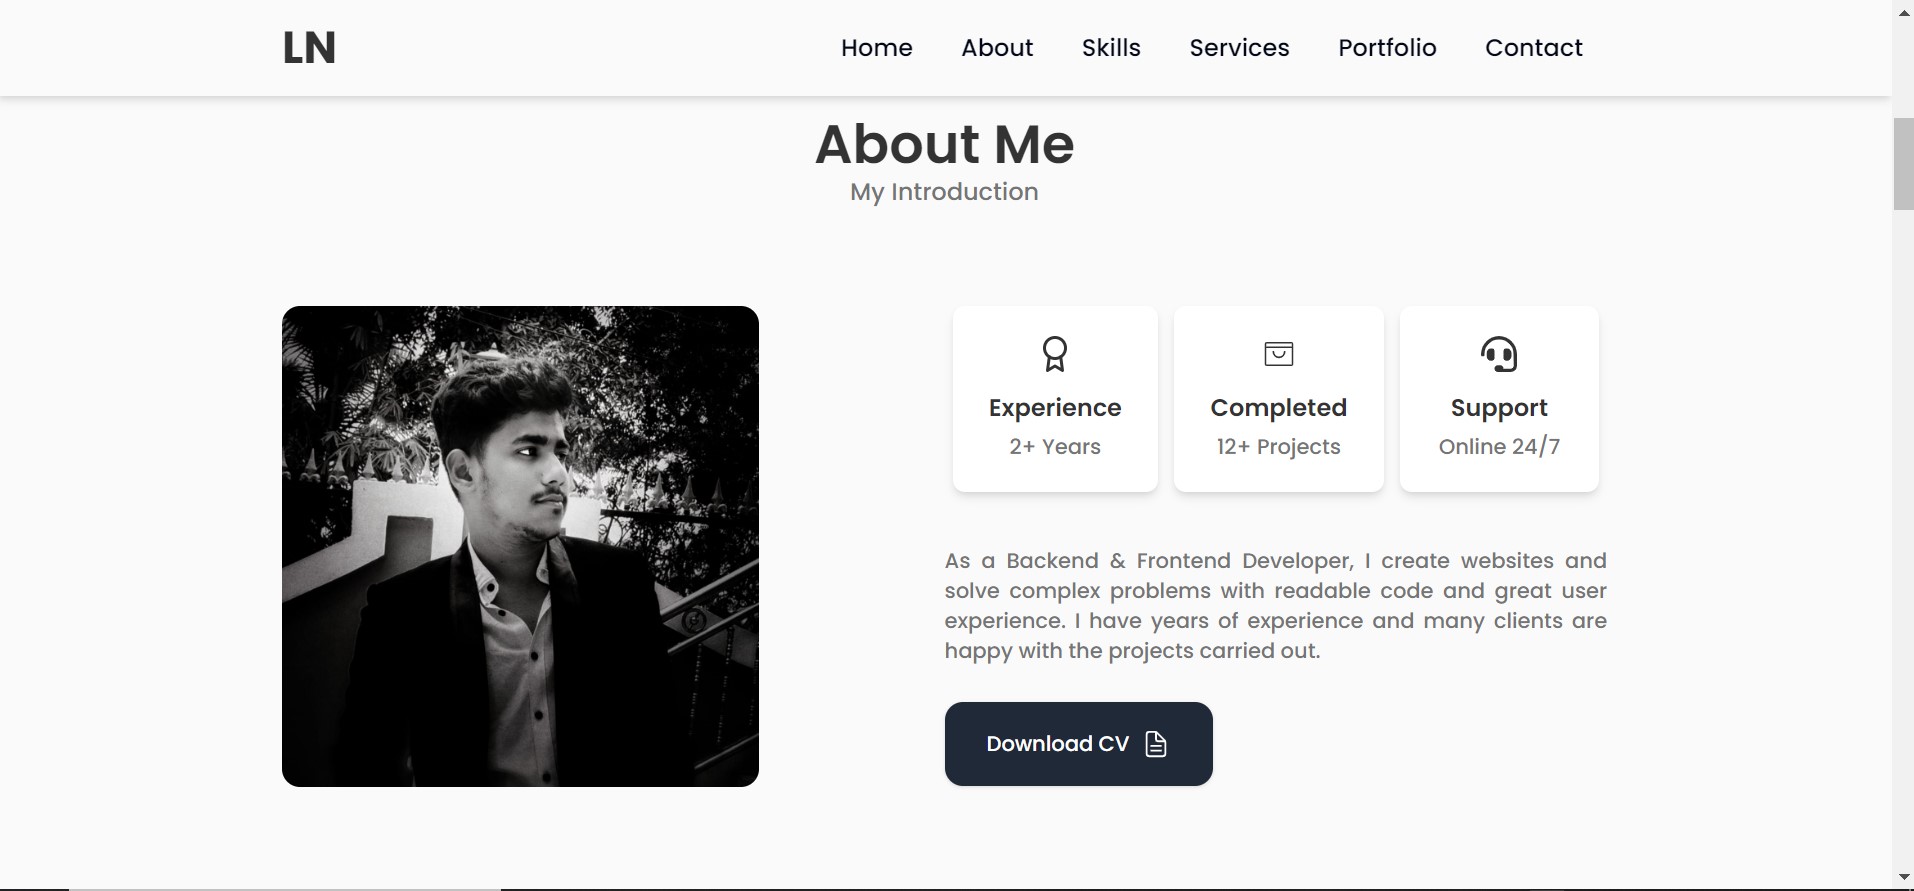 LN
Home About Skills Services Portfolio Contact
About Me
My Introduction
Experience
2+ Years
Completed
12+ Projects
Support
Online 24/7
As a Backend & Frontend Developer, I create websites and
solve complex problems with readable code and great user
experience. I have years of experience and many clients are
happy with the projects carried out.
Download CV